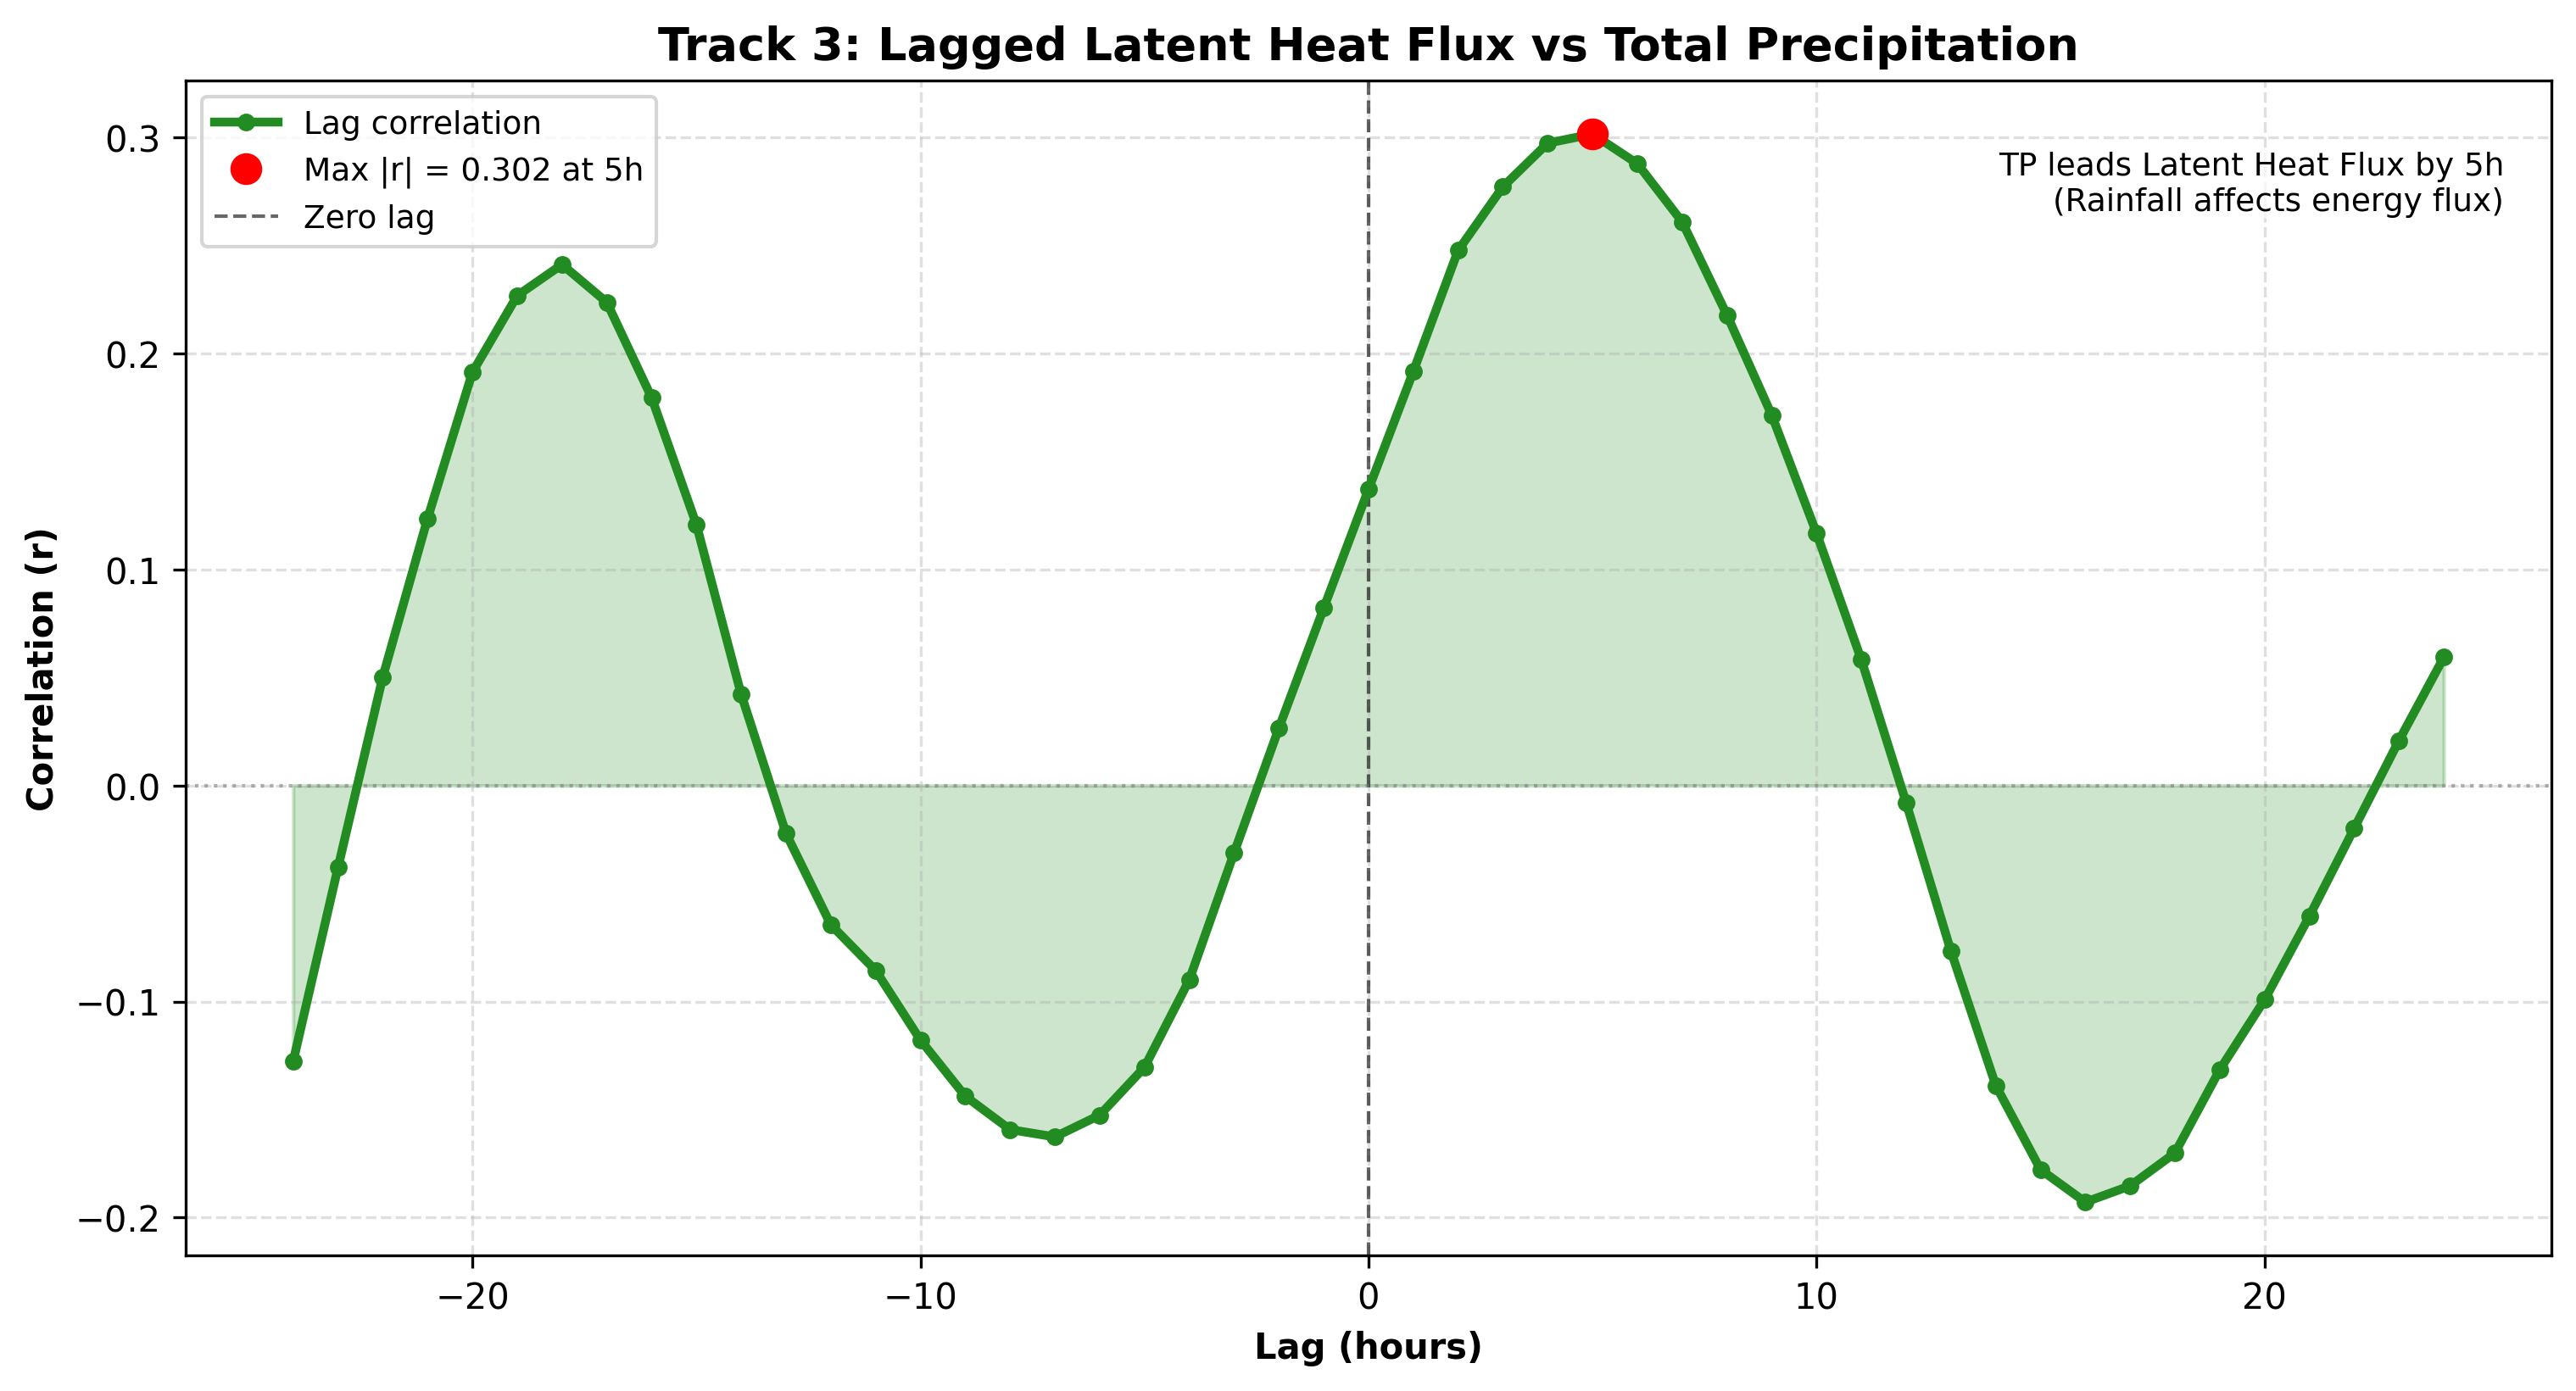 Track 3: Lagged Latent Heat Flux vs Total Precipitation
Lag correlation
Max |r| = 0.302 at 5h
Zero lag
TP leads Latent Heat Flux by 5h
(Rainfall affects energy flux)
Correlation (r)
0.3
0.2
0.1
0.0
−0.1
−0.2
−20
−10
0
10
20
Lag (hours)